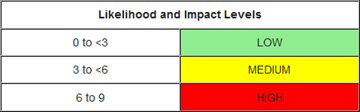 Likelihood and Impact Levels
0 to <3 LOW
3 to <6 MEDIUM
6 to 9 HIGH